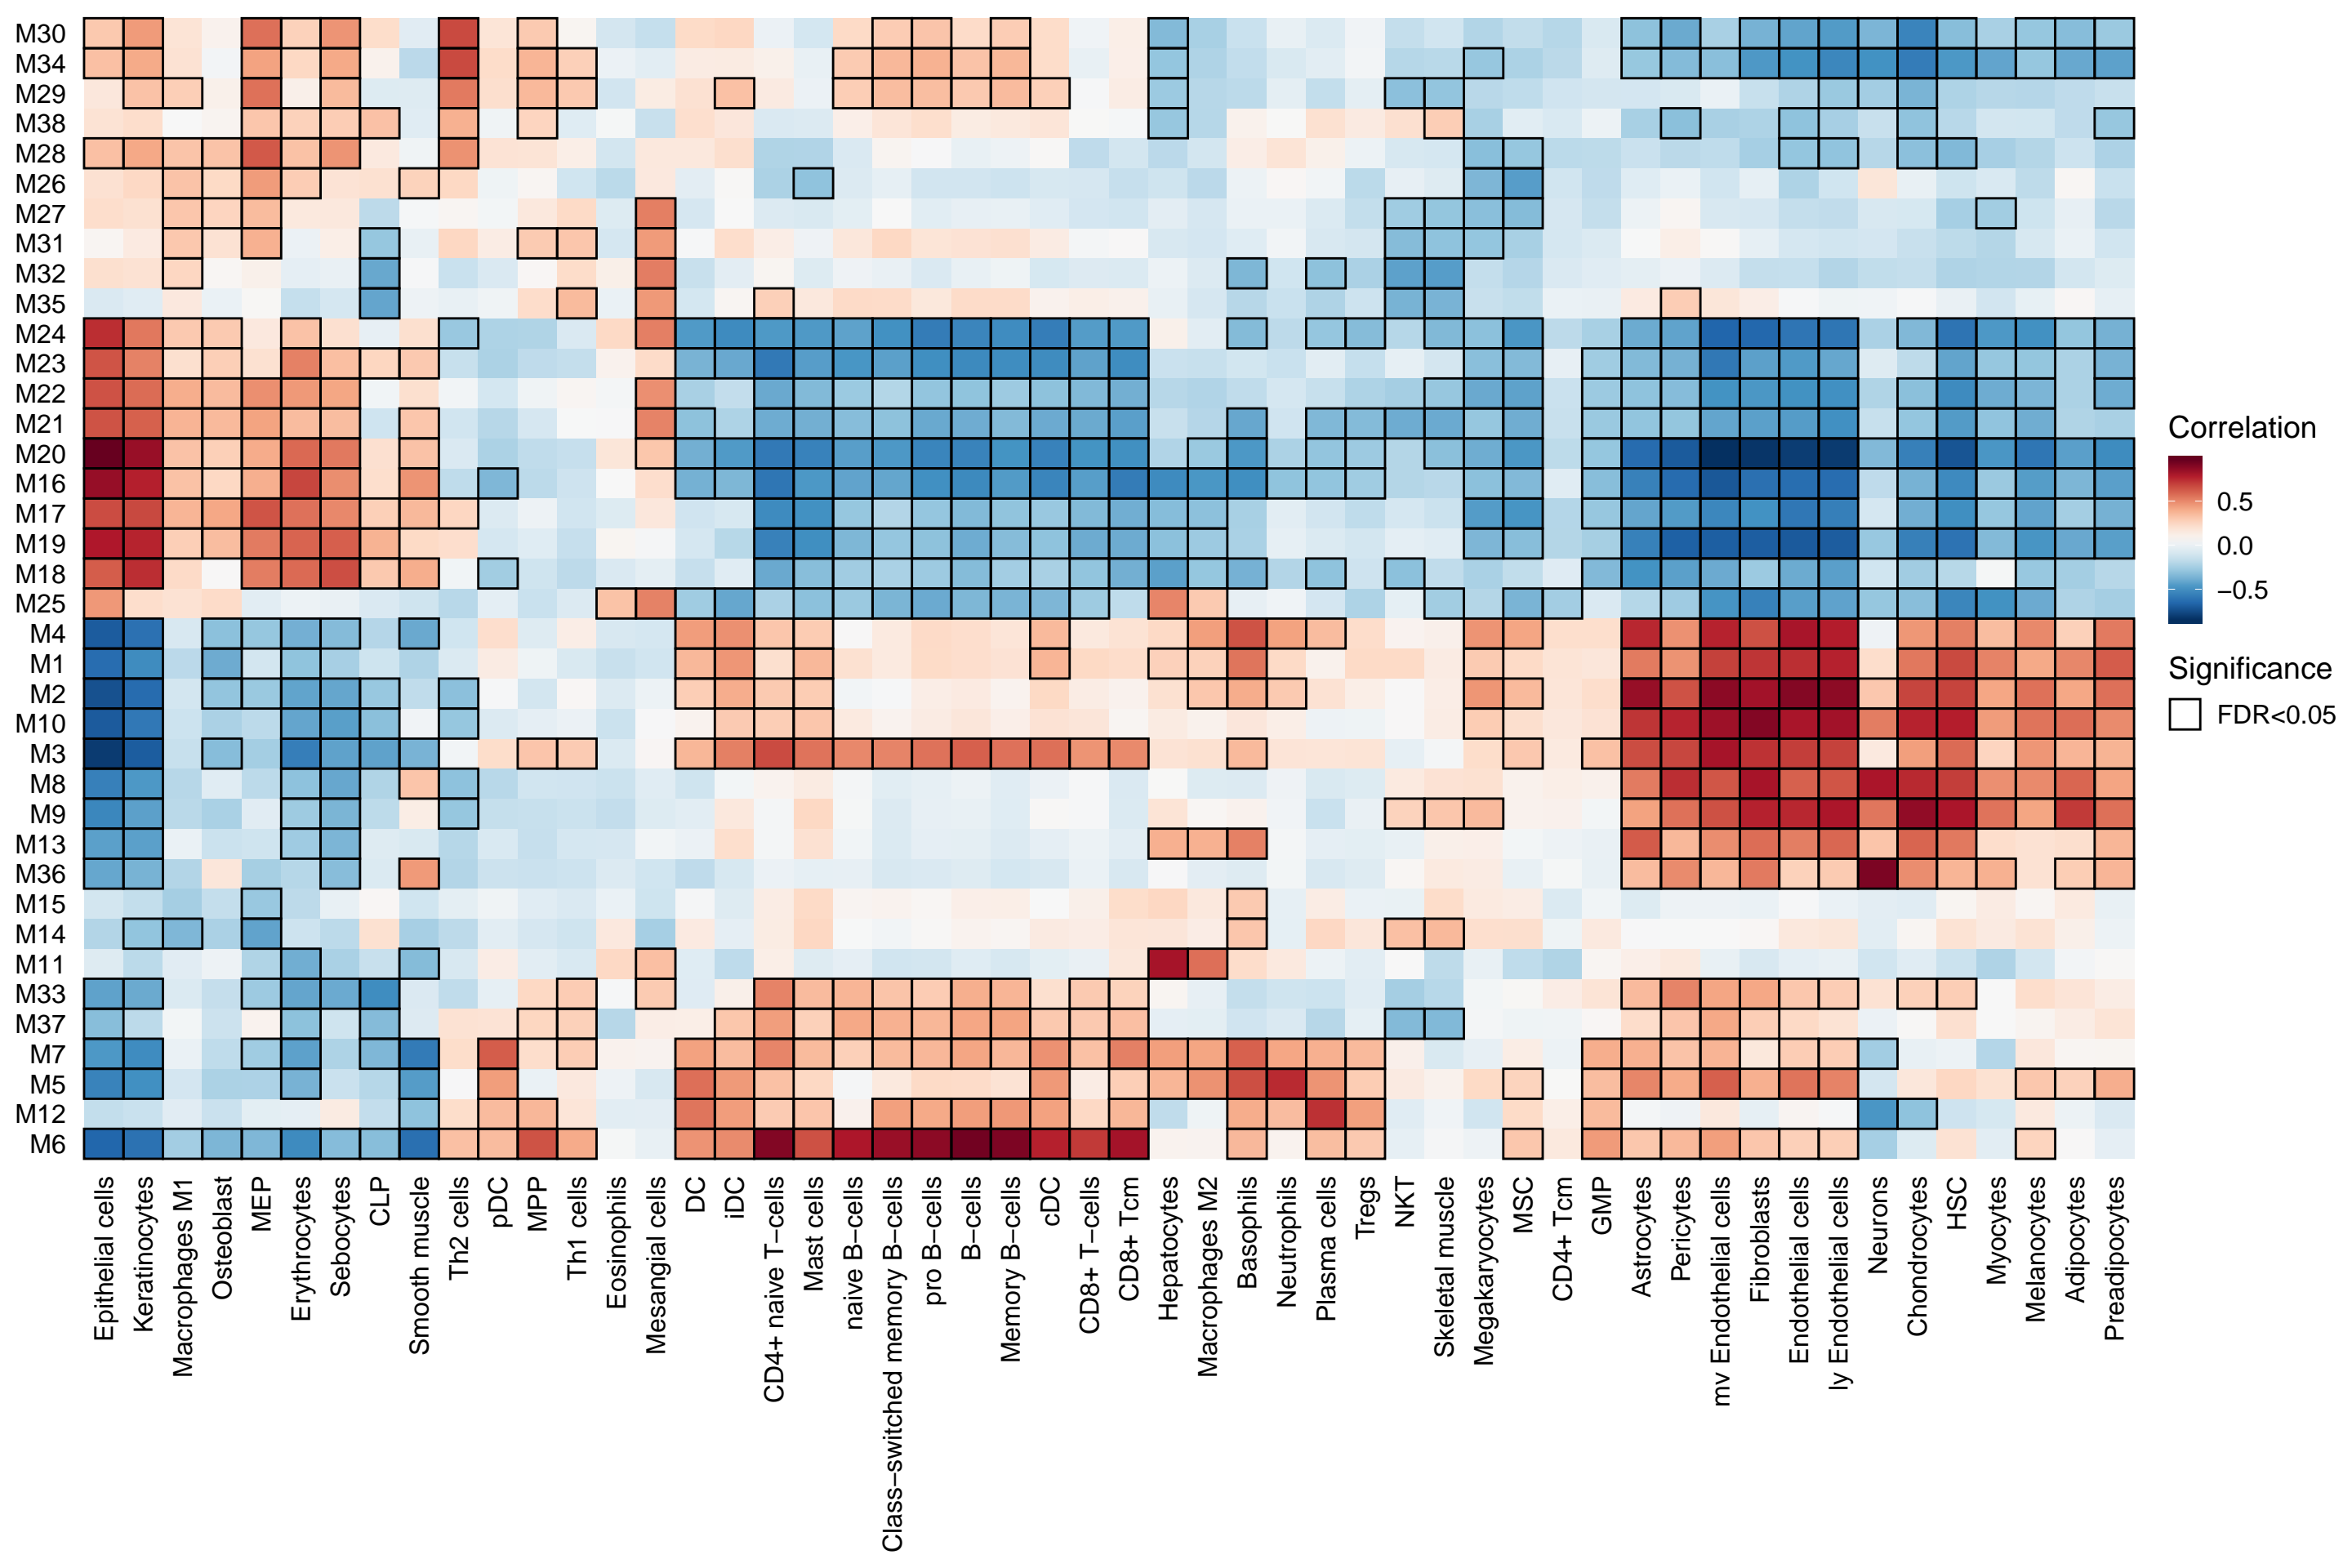 M30
M34
M29
M38
M28
M26
M27
M31
M32
M35
M24
M23
M22
M21
M20
M16
M17
M19
M18
M25
M4
M1
M2
M10
M3
M8
M9
M13
M36
M15
M14
M11
M33
M37
M7
M5
M12
M6
Epithelial cells
Keratinocytes
Macrophages M1
Osteoblast
MEP
Erythrocytes
Sebocytes
CLP
Smooth muscle
Th2 cells
pDC
MPP
Th1 cells
Eosinophils
Mesangial cells
DC
iDC
CD4+ naive T−cells
Mast cells
naive B−cells
Class−switched memory B−cells
pro B−cells
B−cells
Memory B−cells
cDC
CD8+ T−cells
CD8+ Tcm
Hepatocytes
Macrophages M2
Basophils
Neutrophils
Plasma cells
Tregs
NKT
Skeletal muscle
Megakaryocytes
MSC
CD4+ Tcm
GMP
Astrocytes
Pericytes
mv Endothelial cells
Fibroblasts
Endothelial cells
ly Endothelial cells
Neurons
Chondrocytes
HSC
Myocytes
Melanocytes
Adipocytes
Preadipocytes
Correlation
0.5
0.0
−0.5
Significance
FDR<0.05